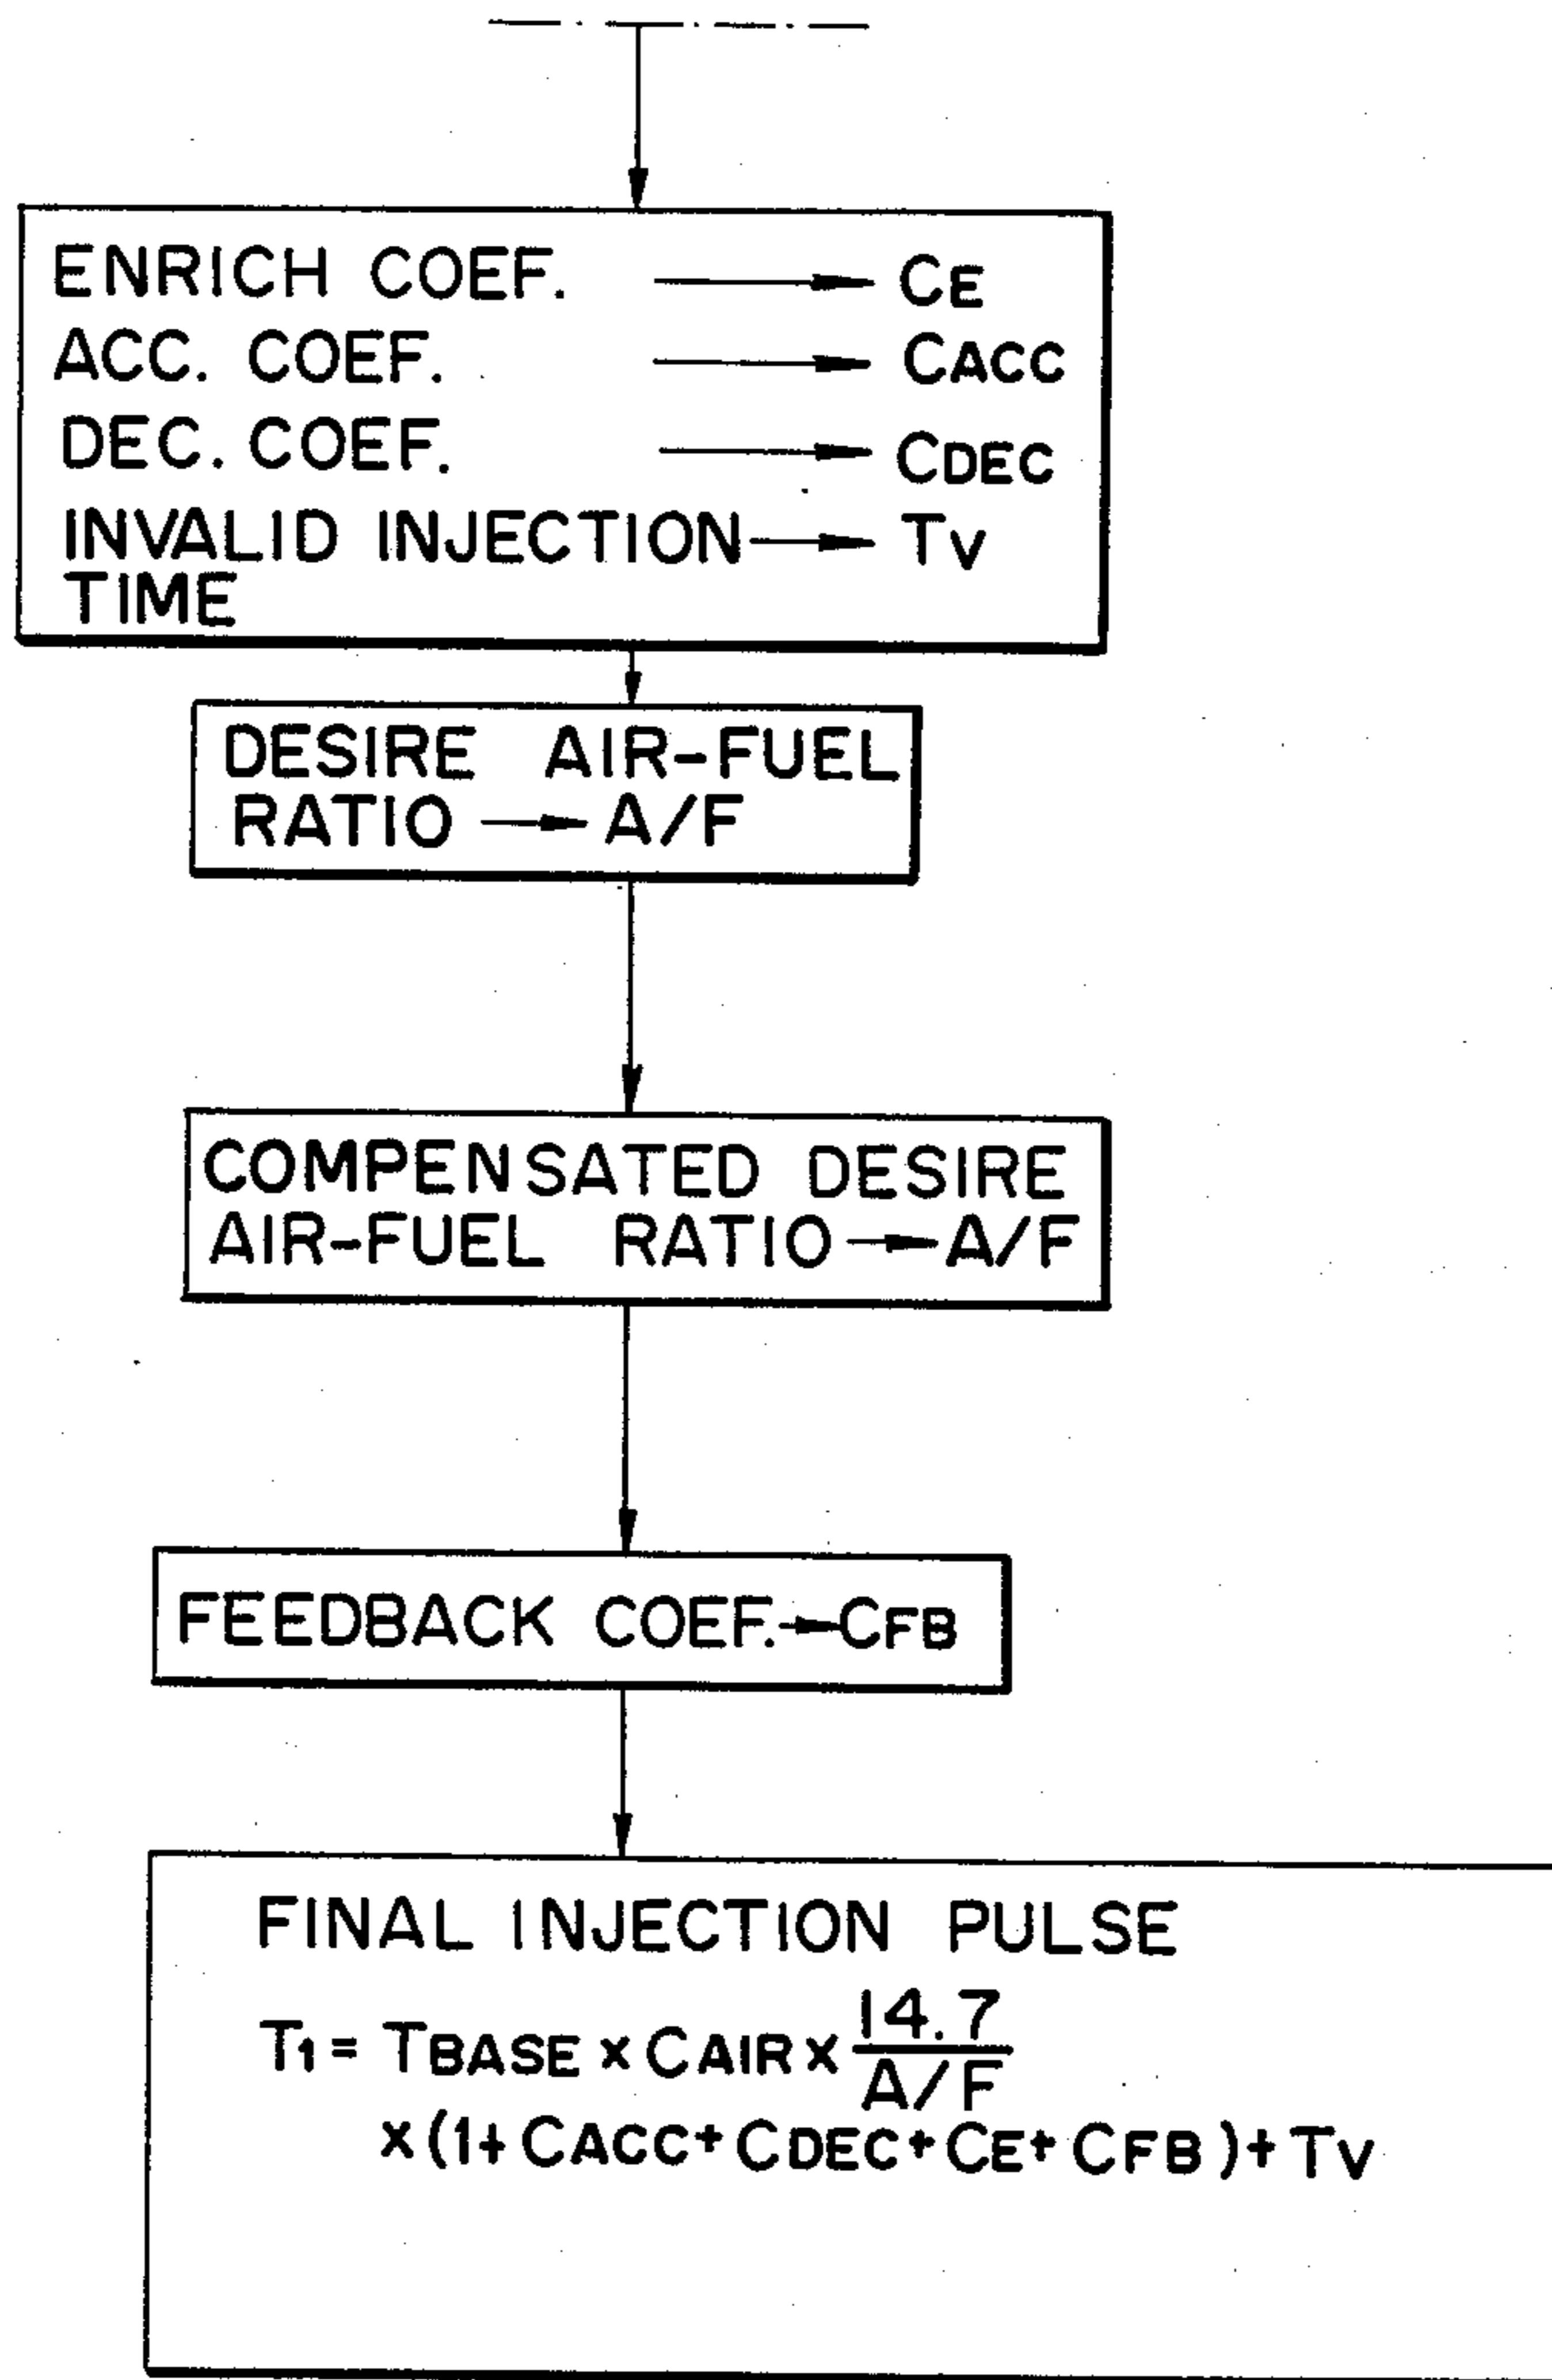 ENRICH COEF. → CE
ACC. COEF. → CACC
DEC. COEF. → CDEC
INVALID INJECTION → TV
TIME
DESIRE AIR-FUEL
RATIO → A/F
COMPENSATED DESIRE
AIR-FUEL RATIO → A/F
FEEDBACK COEF. → CFB
FINAL INJECTION PULSE
T1 = TBASE × CAIR × 14.7 / A/F
× (1 + CACC + CDEC + CE + CFB) + TV